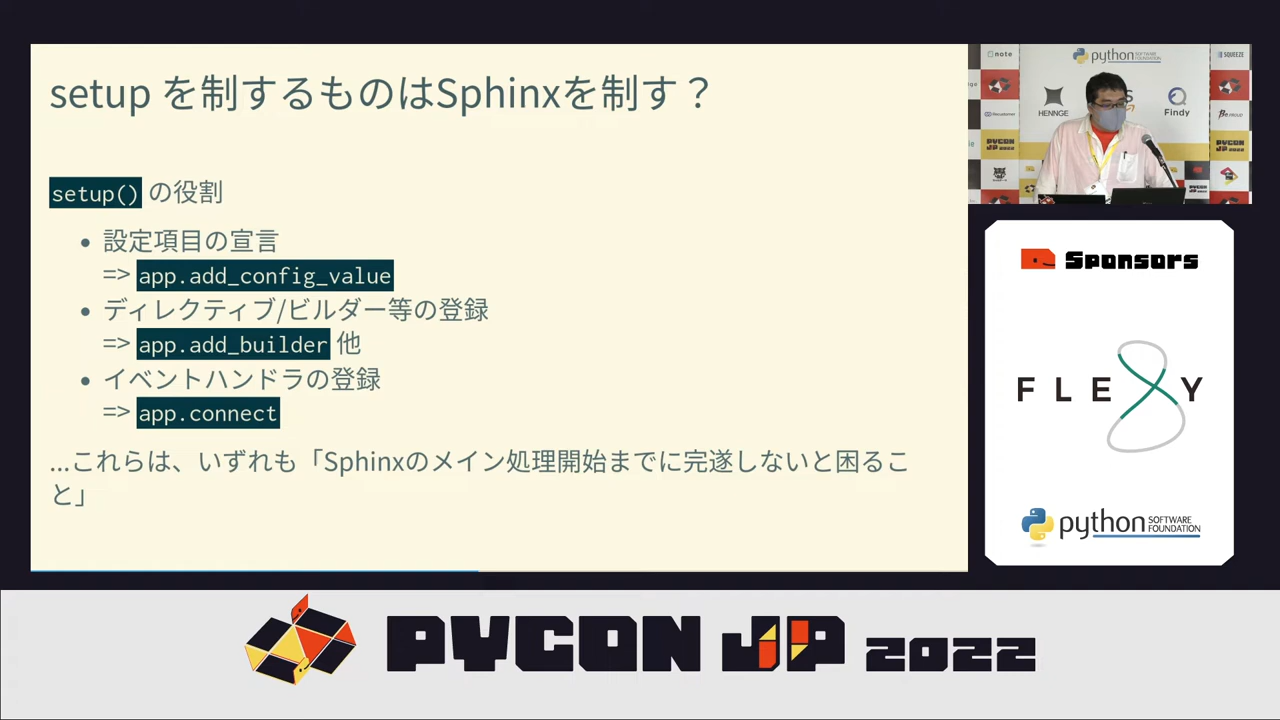 setup を制するものはSphinxを制す？
setup() の役割
• 設定項目の宣言
=> app.add_config_value
• ディレクティブ/ビルダー等の登録
=> app.add_builder 他
• イベントハンドラの登録
=> app.connect
...これらは、いずれも「Sphinxのメイン処理開始までに完遂しないと困るこ
と」
note
python SOFTWARE FOUNDATION
SQUEEZE
HENNGE
Findy
PYCON JP 2022
Sponsors
FLEXY
python SOFTWARE
FOUNDATION
PYCON JP 2022